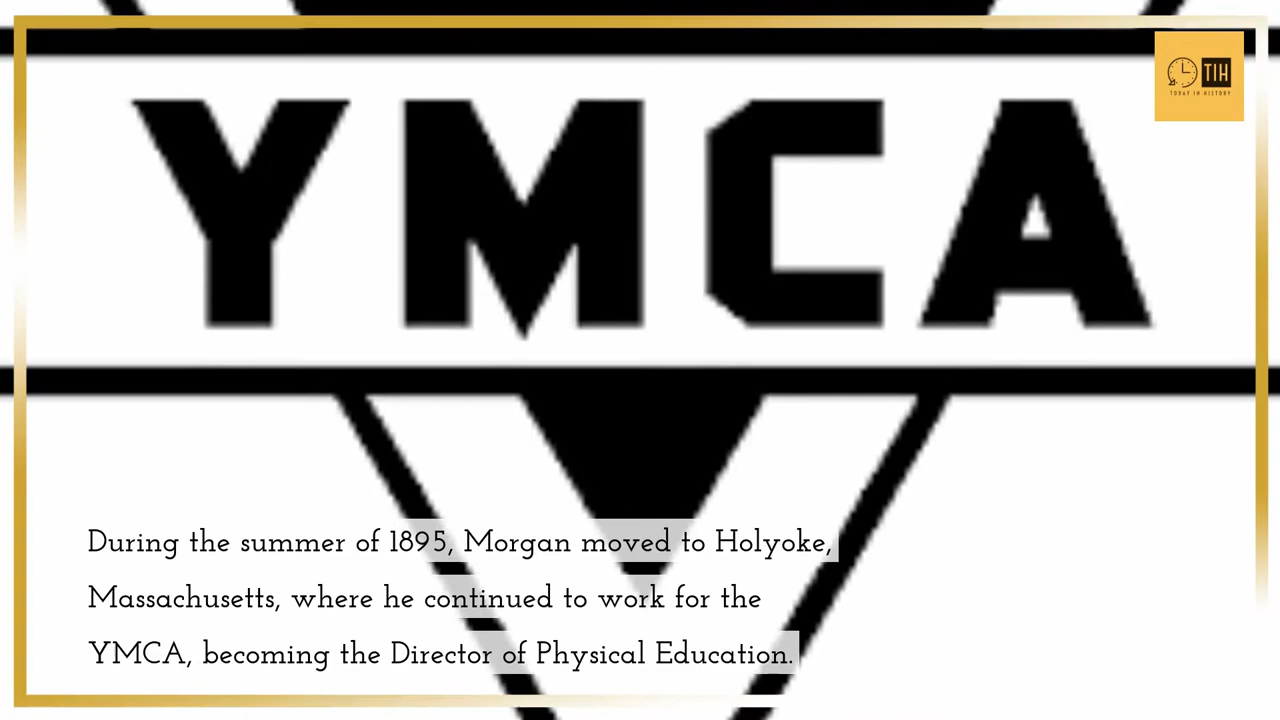 YMCA
TIH
TODAY IN HISTORY
During the summer of 1895, Morgan moved to Holyoke,
Massachusetts, where he continued to work for the
YMCA, becoming the Director of Physical Education.